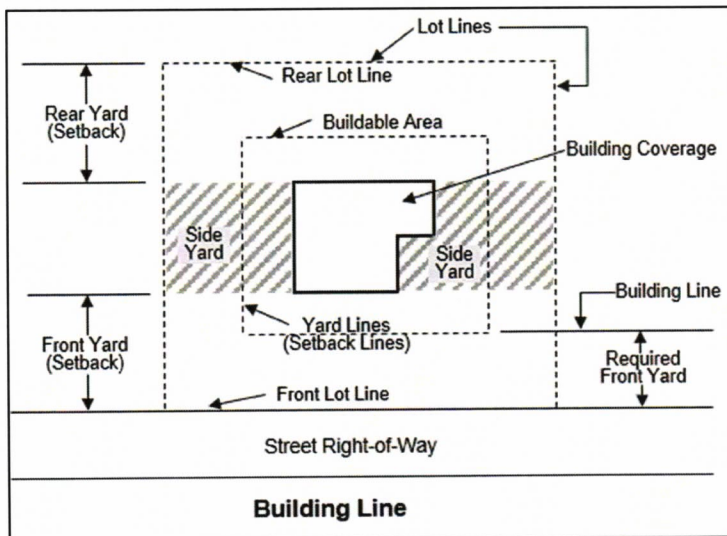 Lot Lines
Rear Lot Line
Rear Yard
(Setback)
Buildable Area
Building Coverage
Side
Yard
Side
Yard
Building Line
Yard Lines
(Setback Lines)
Front Yard
(Setback)
Required
Front Yard
Front Lot Line
Street Right-of-Way
Building Line